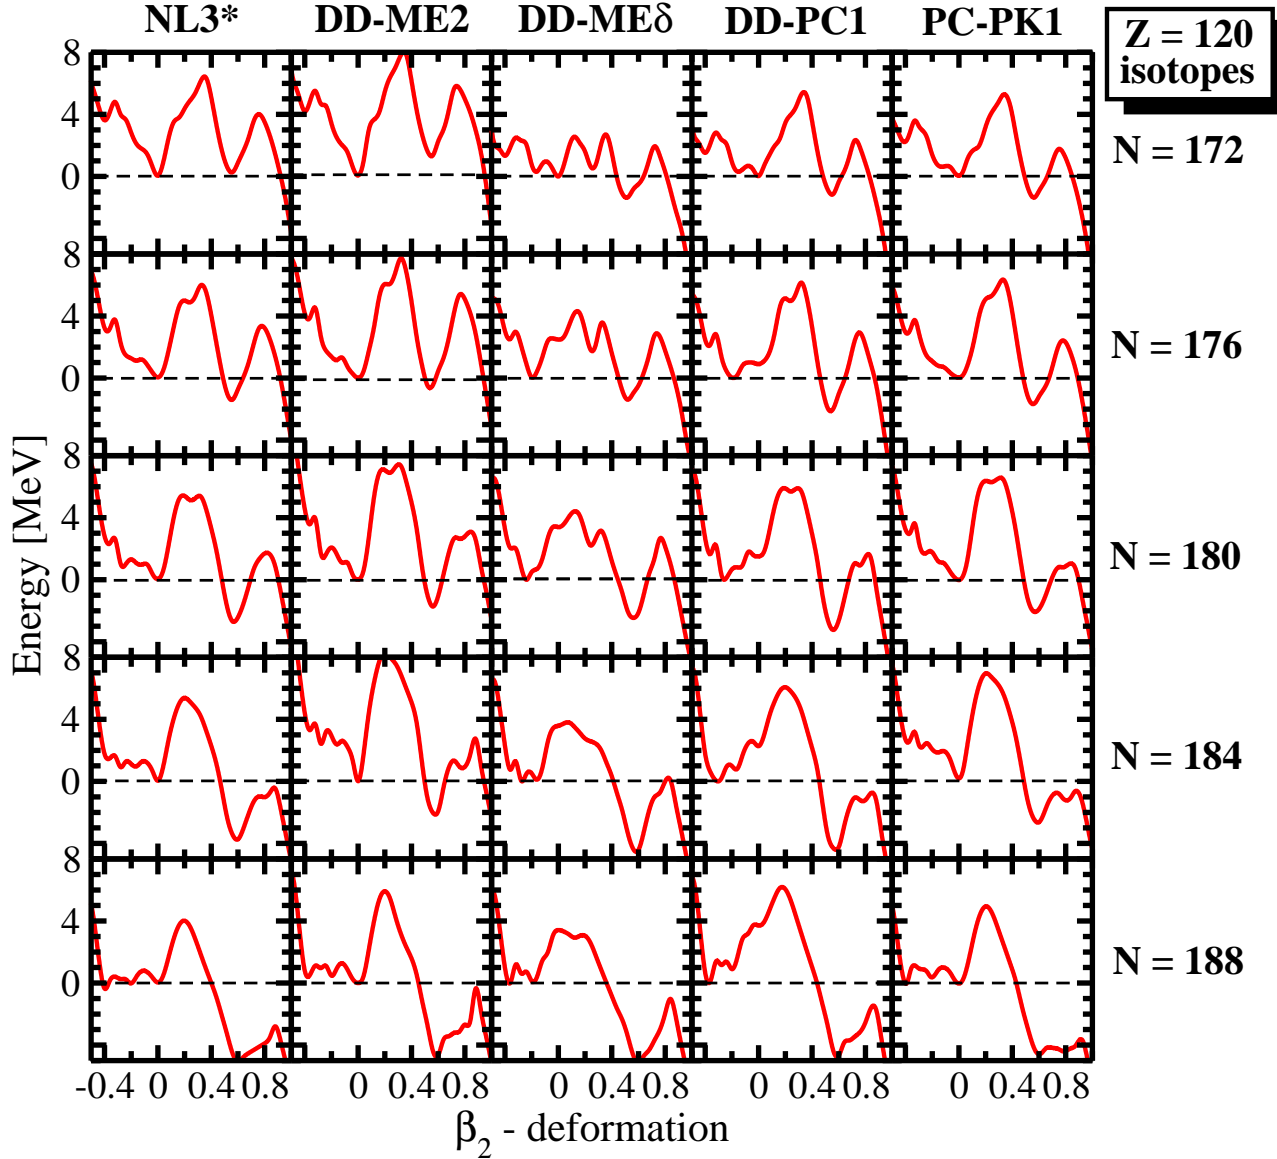 NL3* DD-ME2 DD-MEδ DD-PC1 PC-PK1
Z = 120
isotopes
8
4
0
N = 172
8
4
0
N = 176
8
4
0
N = 180
8
4
0
N = 184
8
4
0
N = 188
Energy [MeV]
-0.4 0 0.4 0.8 0 0.4 0.8 0 0.4 0.8 0 0.4 0.8 0 0.4 0.8
β₂ - deformation